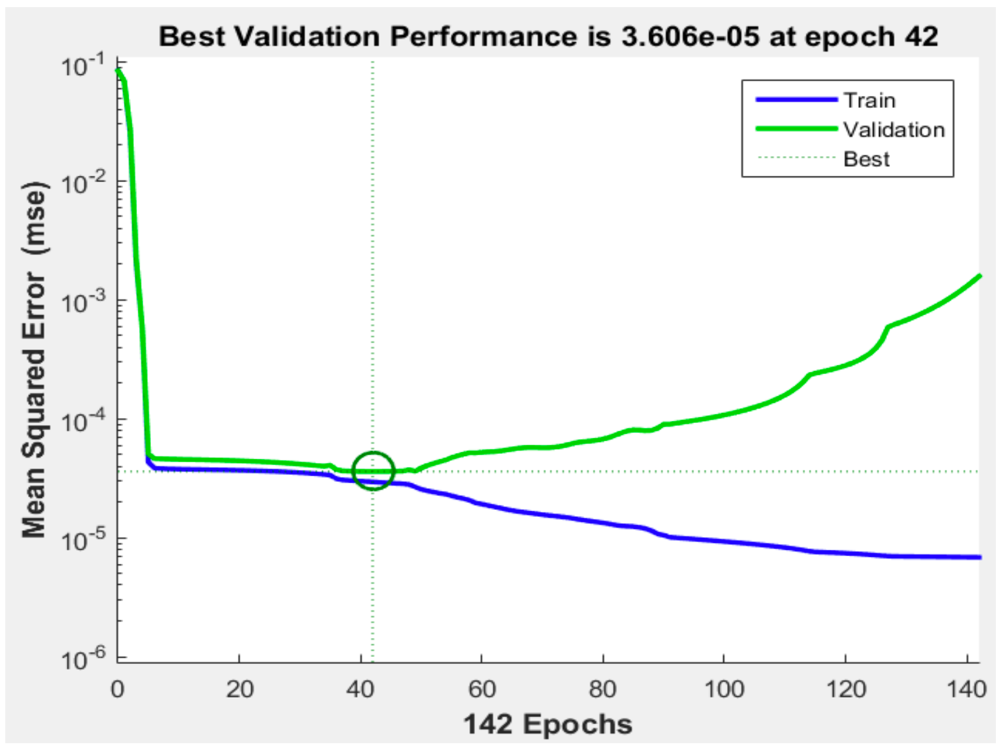 Best Validation Performance is 3.606e-05 at epoch 42
Mean Squared Error (mse)
10^-1
10^-2
10^-3
10^-4
10^-5
10^-6
Train
Validation
Best
0 20 40 60 80 100 120 140
142 Epochs